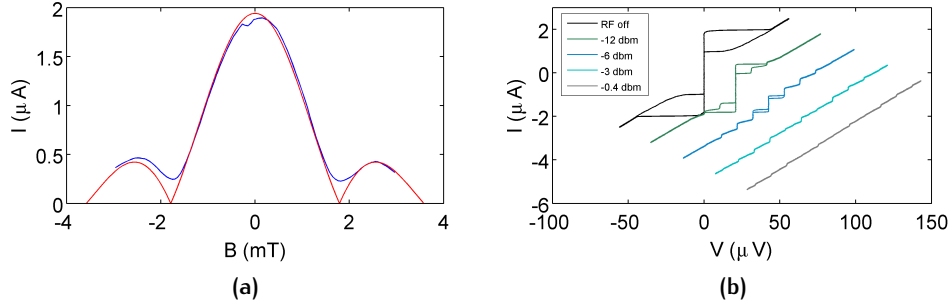 2
1.5
1
0.5
0
-4
-2
0
2
4
I (μ A)
B (mT)
(a)
2
0
-2
-4
-6
-100
-50
0
50
100
150
I (μ A)
V (μ V)
RF off
-12 dbm
-6 dbm
-3 dbm
-0.4 dbm
(b)